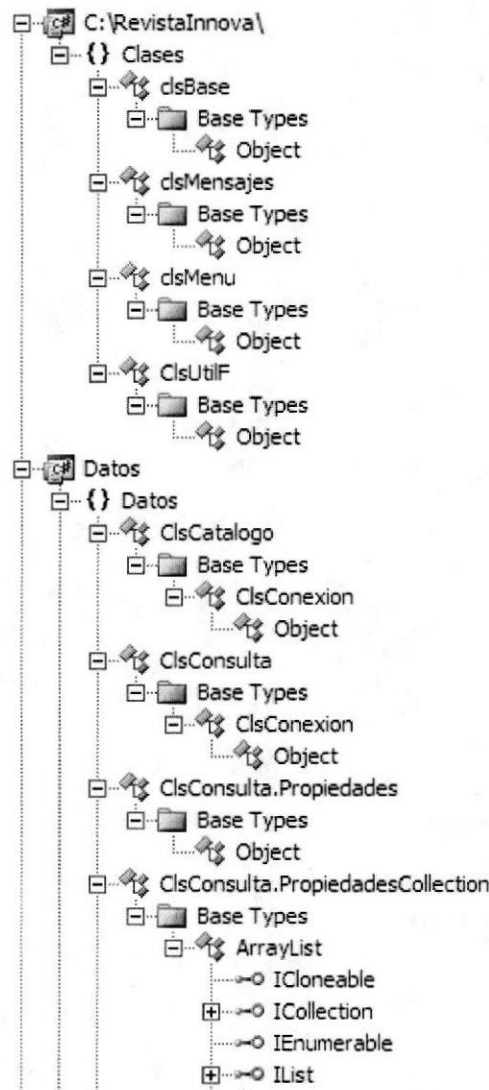 C:\RevistaInnova\
{} Clases
clsBase
Base Types
Object
clsMensajes
Base Types
Object
clsMenu
Base Types
Object
ClsUtilF
Base Types
Object
Datos
{} Datos
ClsCatalogo
Base Types
ClsConexion
Object
ClsConsulta
Base Types
ClsConexion
Object
ClsConsulta.Propiedades
Base Types
Object
ClsConsulta.PropiedadesCollection
Base Types
ArrayList
ICloneable
ICollection
IEnumerable
IList